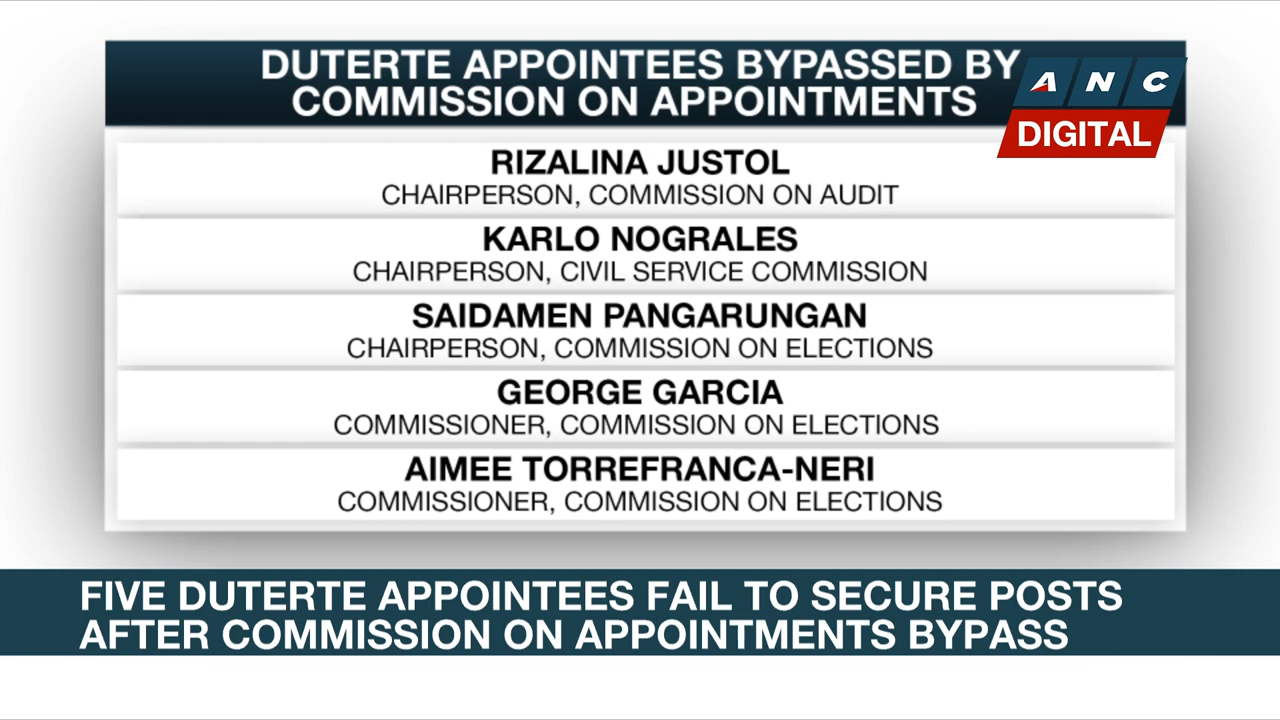 DUTERTE APPOINTEES BYPASSED BY
COMMISSION ON APPOINTMENTS
ANC
DIGITAL
RIZALINA JUSTOL
CHAIRPERSON, COMMISSION ON AUDIT
KARLO NOGRALES
CHAIRPERSON, CIVIL SERVICE COMMISSION
SAIDAMEN PANGARUNGAN
CHAIRPERSON, COMMISSION ON ELECTIONS
GEORGE GARCIA
COMMISSIONER, COMMISSION ON ELECTIONS
AIMEE TORREFRANCA-NERI
COMMISSIONER, COMMISSION ON ELECTIONS
FIVE DUTERTE APPOINTEES FAIL TO SECURE POSTS
AFTER COMMISSION ON APPOINTMENTS BYPASS